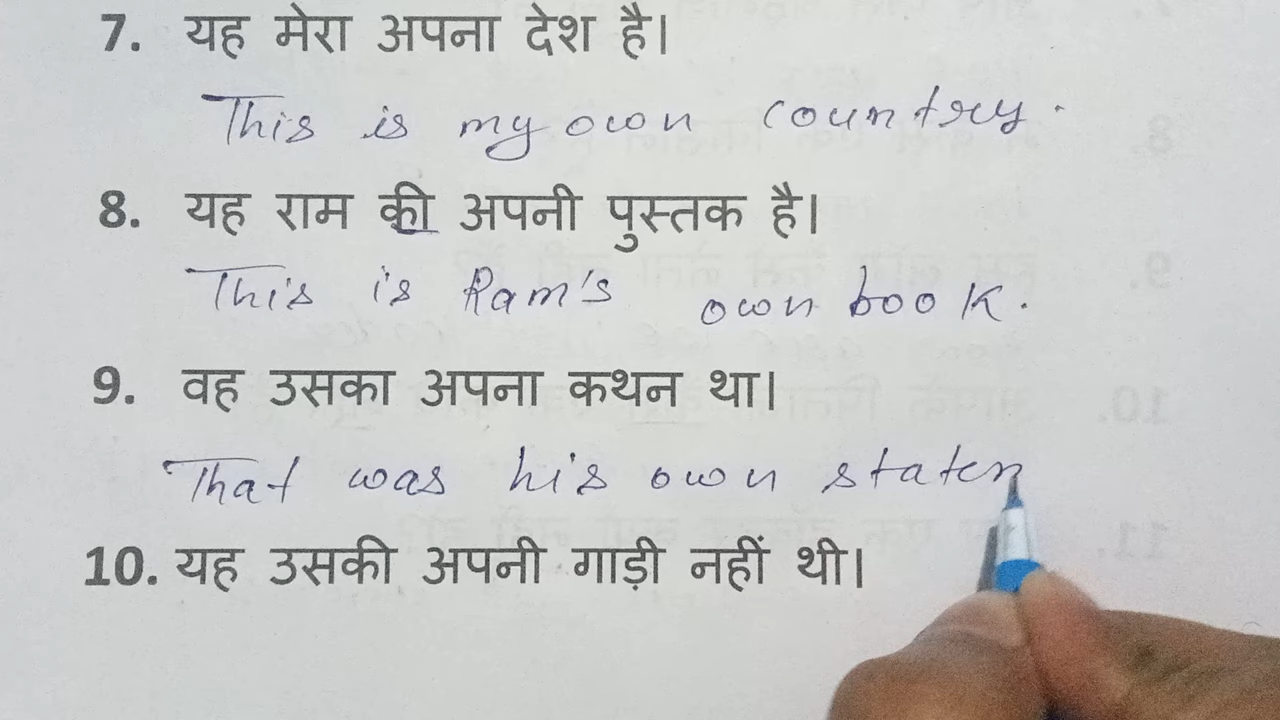 7. यह मेरा अपना देश है।
This is my own country.
8. यह राम की अपनी पुस्तक है।
This is Ram's own book.
9. वह उसका अपना कथन था।
That was his own statem
10. यह उसकी अपनी गाड़ी नहीं थी।